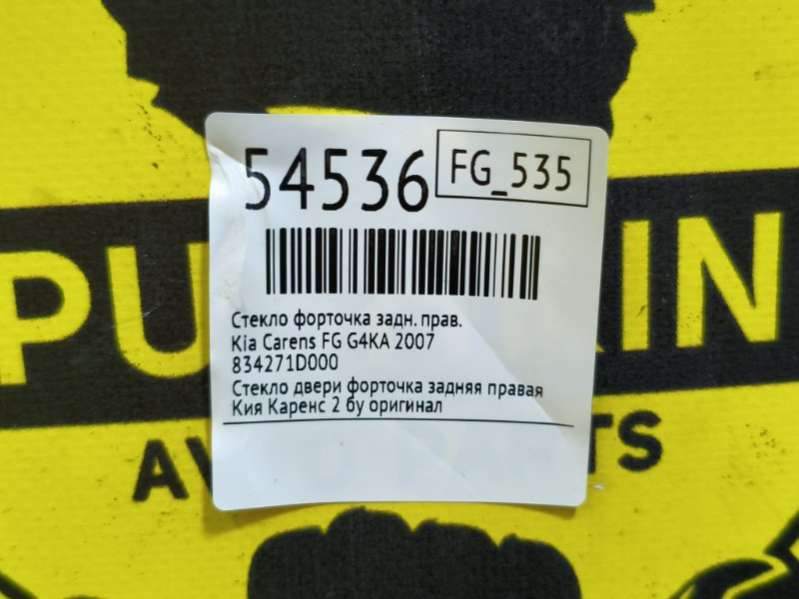 54536
FG_535
Стекло форточка задн. прав.
Kia Carens FG G4KA 2007
834271D000
Стекло двери форточка задняя правая
Кия Каренс 2 бу оригинал